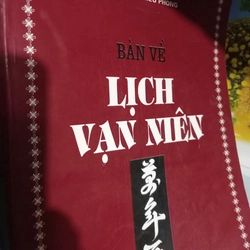 BÀN VỀ
LỊCH
VẠN NIÊN
萬年